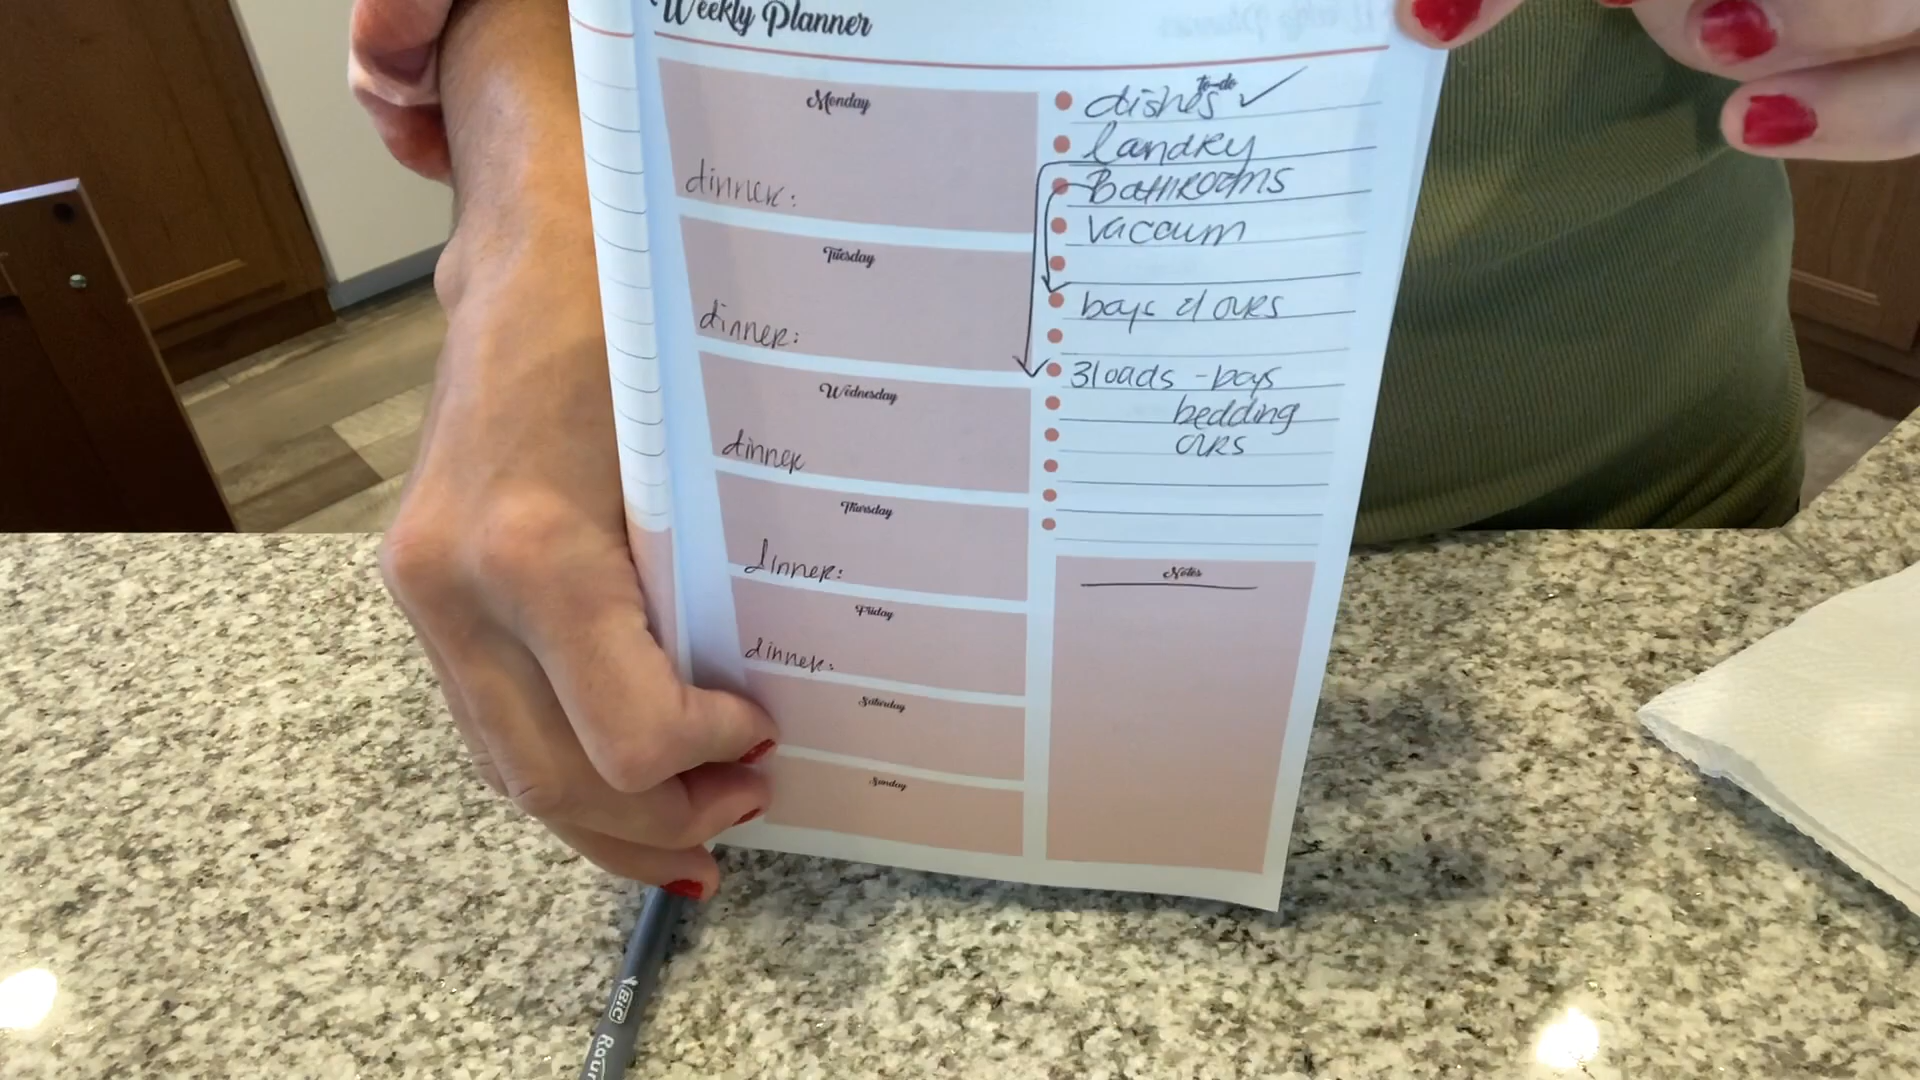 Weekly Planner
Monday
dinner:
Tuesday
dinner:
Wednesday
dinner
Thursday
dinner:
Friday
dinner:
Saturday
Sunday
to-do
dishes ✓
landry
Bathrooms
vacaum
boys & ours
3 loads - boys
bedding
ours
Notes
BIC